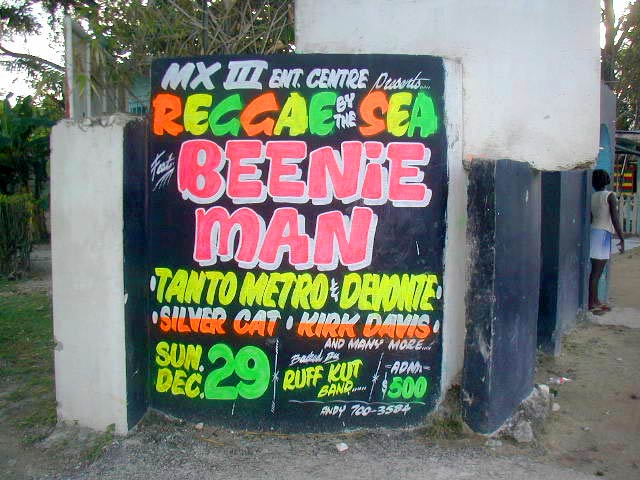 MX III ENT. CENTRE Presents....
REGGAE BY THE SEA
Feat:
BEENIE
MAN
• TANTO METRO & DEVONTE •
• SILVER CAT • KIRK DAVIS •
AND MANY MORE....
SUN. DEC. 29
Backed By
RUFF KUT
BAND......
-ADM:-
$500
ANDY 700-3584